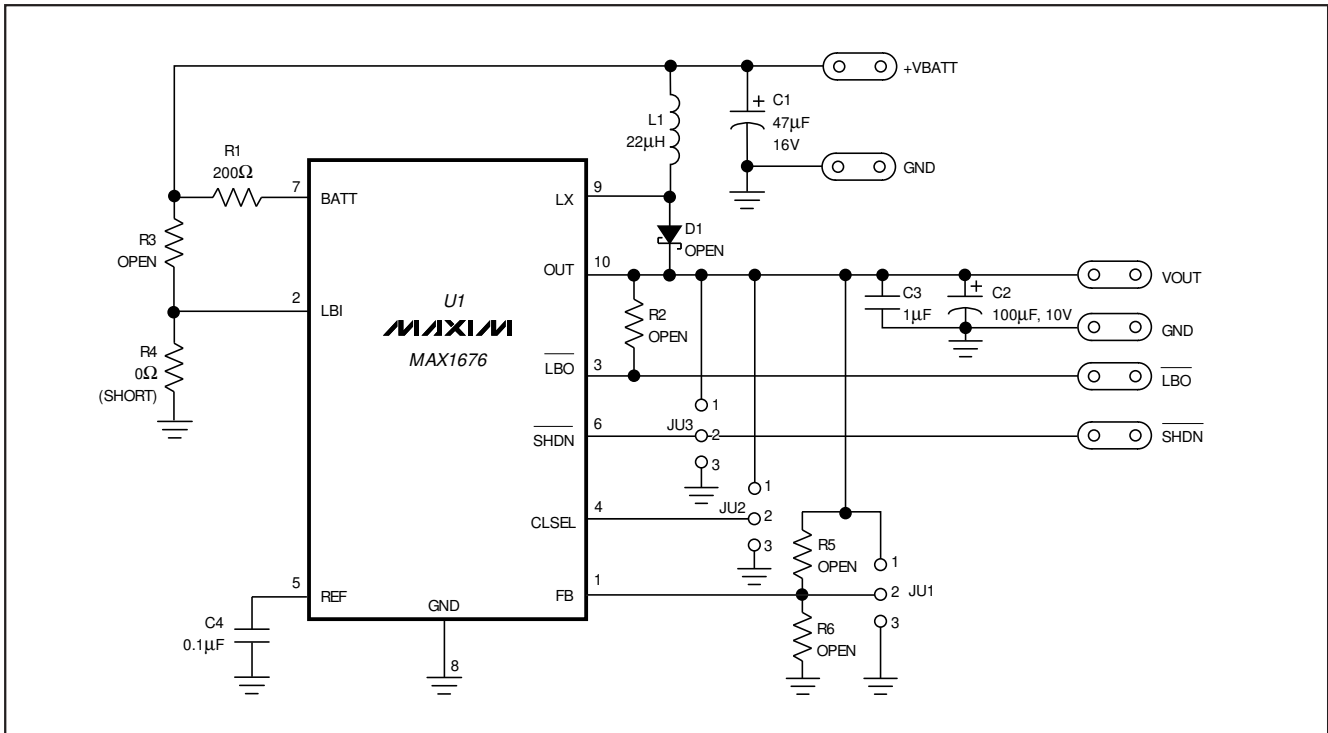 +VBATT
L1
22μH
+
C1
47μF
16V
GND
R1
200Ω
7
BATT
9
LX
R3
OPEN
D1
OPEN
10
OUT
VOUT
2
LBI
U1
MAXIM
MAX1676
R2
OPEN
C3
1μF
+
C2
100μF, 10V
GND
R4
0Ω
(SHORT)
3
LBO
LBO
1
JU3
2
3
6
SHDN
SHDN
1
JU2
2
3
4
CLSEL
R5
OPEN
1
2
JU1
3
5
REF
1
FB
GND
8
C4
0.1μF
R6
OPEN